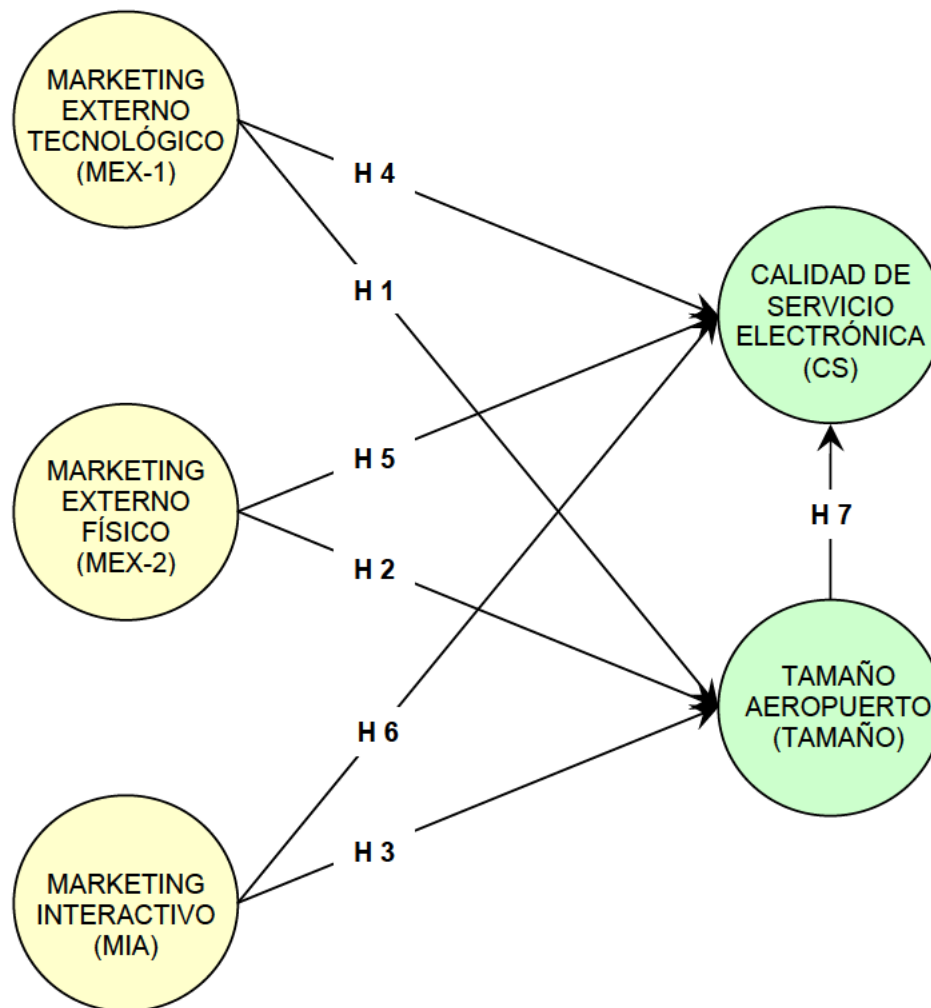 MARKETING
EXTERNO
TECNOLÓGICO
(MEX-1)
H 4
H 1
CALIDAD DE
SERVICIO
ELECTRÓNICA
(CS)
MARKETING
EXTERNO
FÍSICO
(MEX-2)
H 5
H 2
H 7
TAMAÑO
AEROPUERTO
(TAMAÑO)
H 6
H 3
MARKETING
INTERACTIVO
(MIA)